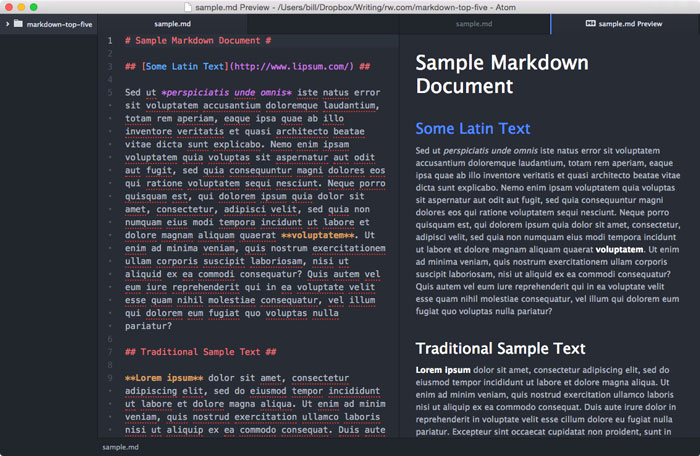 sample.md Preview - /Users/bill/Dropbox/Writing/rw.com/markdown-top-five - Atom
markdown-top-five
sample.md
sample.md
sample.md Preview
1 # Sample Markdown Document #
2
3 ## [Some Latin Text](http://www.lipsum.com/) ##
4
5 Sed ut *perspiciatis unde omnis* iste natus error
sit voluptatem accusantium doloremque laudantium,
totam rem aperiam, eaque ipsa quae ab illo
inventore veritatis et quasi architecto beatae
vitae dicta sunt explicabo. Nemo enim ipsam
voluptatem quia voluptas sit aspernatur aut odit
aut fugit, sed quia consequuntur magni dolores eos
qui ratione voluptatem sequi nesciunt. Neque porro
quisquam est, qui dolorem ipsum quia dolor sit
amet, consectetur, adipisci velit, sed quia non
numquam eius modi tempora incidunt ut labore et
dolore magnam aliquam quaerat **voluptatem**. Ut
enim ad minima veniam, quis nostrum exercitationem
ullam corporis suscipit laboriosam, nisi ut
aliquid ex ea commodi consequatur? Quis autem vel
eum iure reprehenderit qui in ea voluptate velit
esse quam nihil molestiae consequatur, vel illum
qui dolorem eum fugiat quo voluptas nulla
pariatur?
6
7 ## Traditional Sample Text ##
8
9 **Lorem ipsum** dolor sit amet, consectetur
adipiscing elit, sed do eiusmod tempor incididunt
ut labore et dolore magna aliqua. Ut enim ad minim
veniam, quis nostrud exercitation ullamco laboris
nisi ut aliquip ex ea commodo consequat. Duis aute
Sample Markdown
Document
Some Latin Text
Sed ut perspiciatis unde omnis iste natus error sit voluptatem
accusantium doloremque laudantium, totam rem aperiam, eaque
ipsa quae ab illo inventore veritatis et quasi architecto beatae vitae
dicta sunt explicabo. Nemo enim ipsam voluptatem quia voluptas
sit aspernatur aut odit aut fugit, sed quia consequuntur magni
dolores eos qui ratione voluptatem sequi nesciunt. Neque porro
quisquam est, qui dolorem ipsum quia dolor sit amet, consectetur,
adipisci velit, sed quia non numquam eius modi tempora incidunt
ut labore et dolore magnam aliquam quaerat voluptatem. Ut enim
ad minima veniam, quis nostrum exercitationem ullam corporis
suscipit laboriosam, nisi ut aliquid ex ea commodi consequatur?
Quis autem vel eum iure reprehenderit qui in ea voluptate velit
esse quam nihil molestiae consequatur, vel illum qui dolorem eum
fugiat quo voluptas nulla pariatur?
Traditional Sample Text
Lorem ipsum dolor sit amet, consectetur adipiscing elit, sed do
eiusmod tempor incididunt ut labore et dolore magna aliqua. Ut
enim ad minim veniam, quis nostrud exercitation ullamco laboris
nisi ut aliquip ex ea commodo consequat. Duis aute irure dolor in
reprehenderit in voluptate velit esse cillum dolore eu fugiat nulla
pariatur. Excepteur sint occaecat cupidatat non proident, sunt in
sample.md